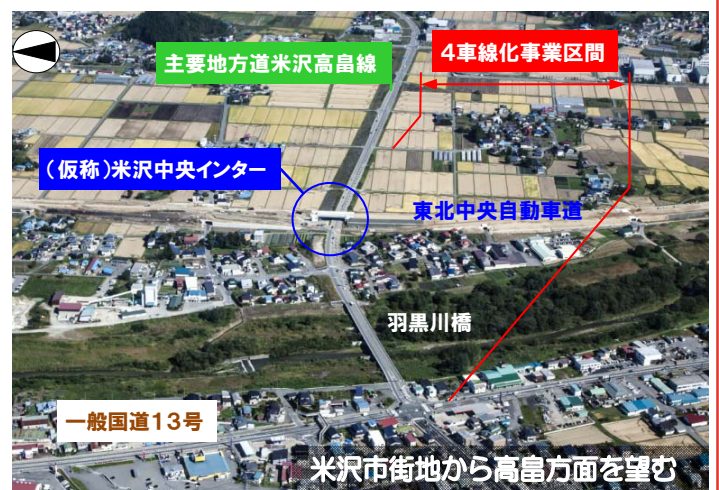 主要地方道米沢高畠線
4車線化事業区間
(仮称)米沢中央インター
東北中央自動車道
羽黒川橋
一般国道13号
米沢市街地から高畠方面を望む